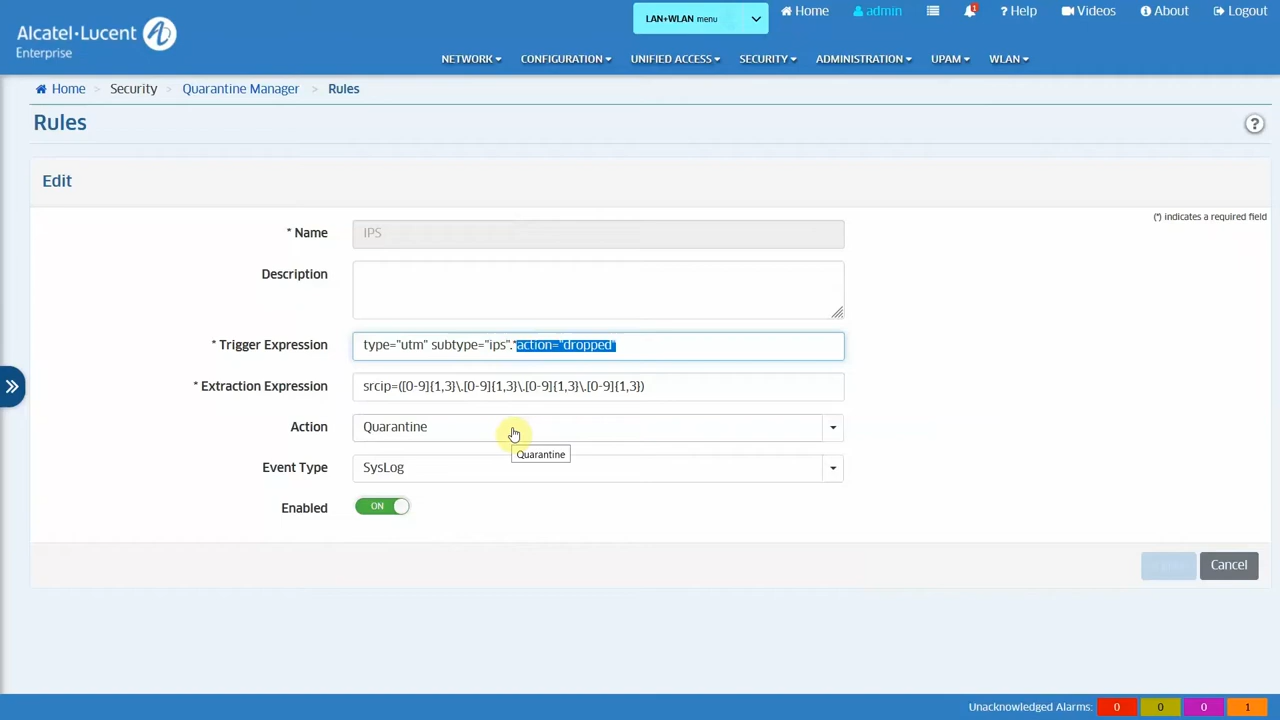 Alcatel·Lucent
Enterprise
LAN+WLAN menu
Home
admin
1
? Help
Videos
About
Logout
NETWORK
CONFIGURATION
UNIFIED ACCESS
SECURITY
ADMINISTRATION
UPAM
WLAN
Home > Security > Quarantine Manager > Rules
Rules
?
Edit
(*) indicates a required field
* Name
IPS
Description
* Trigger Expression
type="utm" subtype="ips".*action="dropped"
* Extraction Expression
srcip=([0-9]{1,3}\.[0-9]{1,3}\.[0-9]{1,3}\.[0-9]{1,3})
Action
Quarantine
Quarantine
Event Type
SysLog
Enabled
ON
Cancel
Unacknowledged Alarms: 0 0 0 1